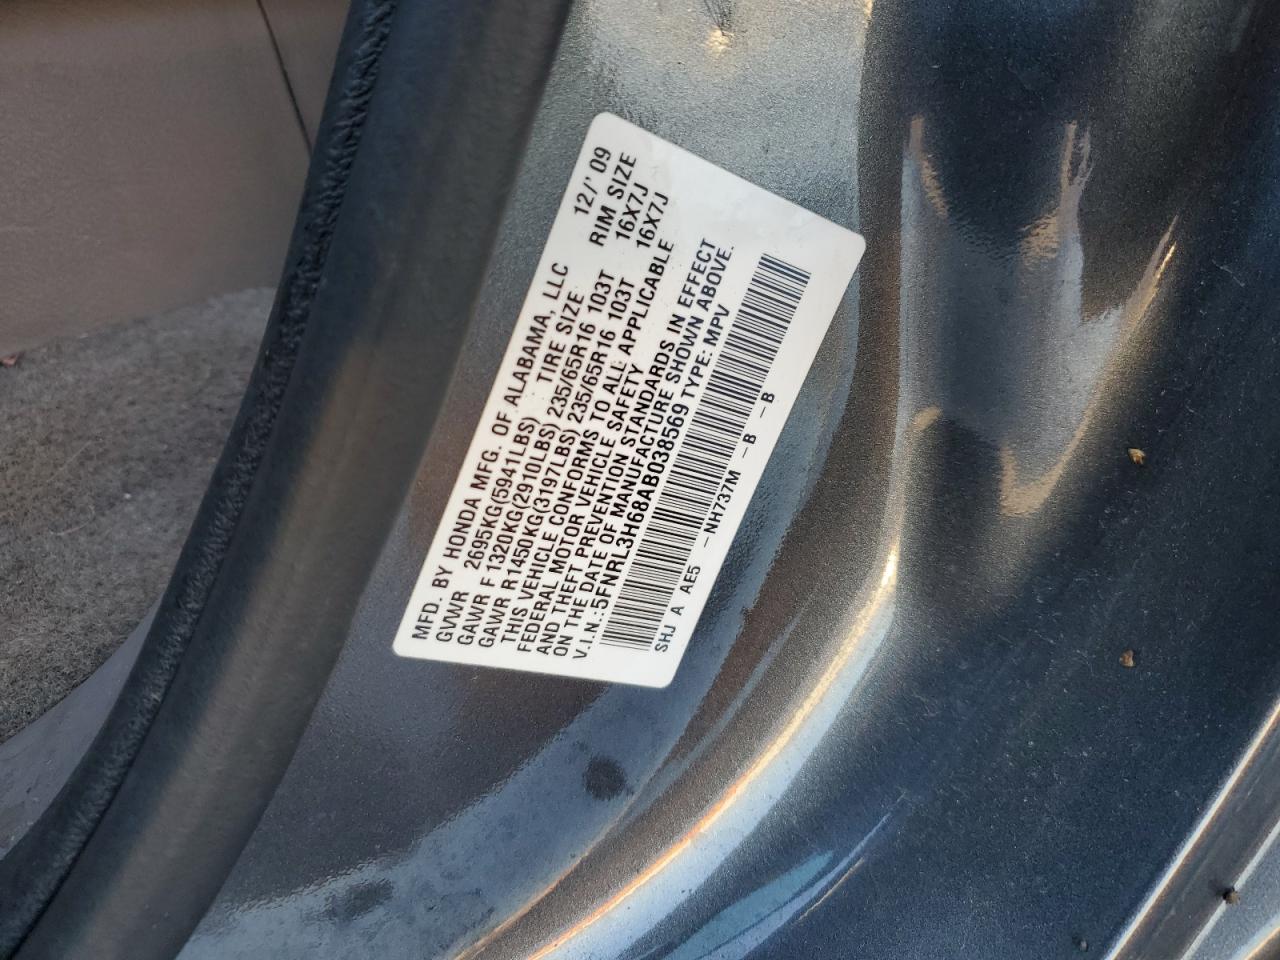 MFD. BY HONDA MFG. OF ALABAMA, LLC 12/' 09
GVWR 2695KG(5941LBS) TIRE SIZE RIM SIZE
GAWR F 1320KG(2910LBS) 235/65R16 103T 16X7J
GAWR R1450KG(3197LBS) 235/65R16 103T 16X7J
THIS VEHICLE CONFORMS TO ALL APPLICABLE
FEDERAL MOTOR VEHICLE SAFETY
AND THEFT PREVENTION STANDARDS IN EFFECT
ON THE DATE OF MANUFACTURE SHOWN ABOVE.
V.I.N.:5FNRL3H68AB038569 TYPE: MPV
SHJ A AE5 -NH737M -B -B